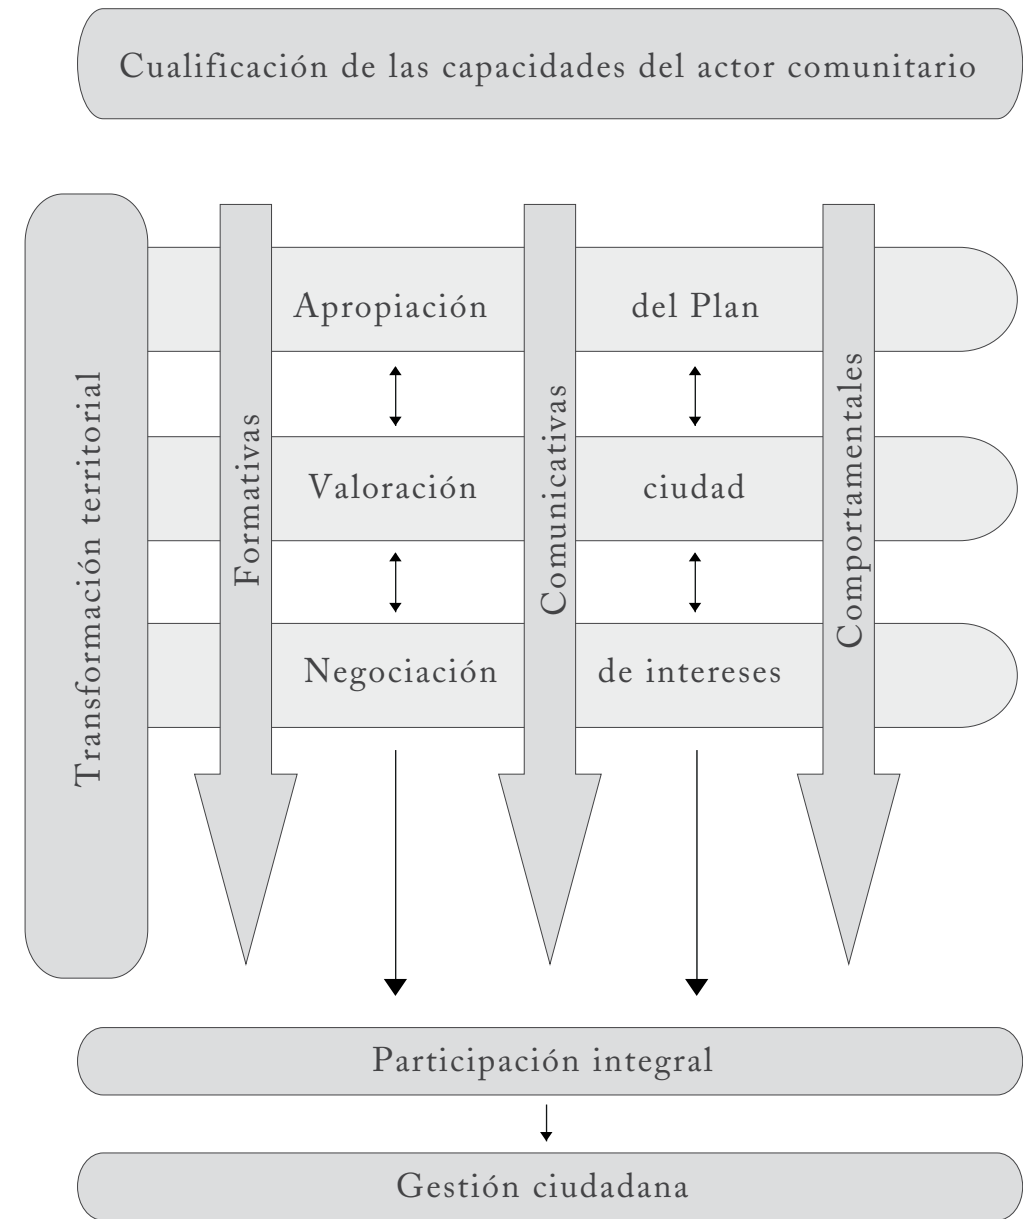 Cualificación de las capacidades del actor comunitario
Transformación territorial
Formativas
Comunicativas
Comportamentales
Apropiación del Plan
Valoración ciudad
Negociación de intereses
Participación integral
Gestión ciudadana